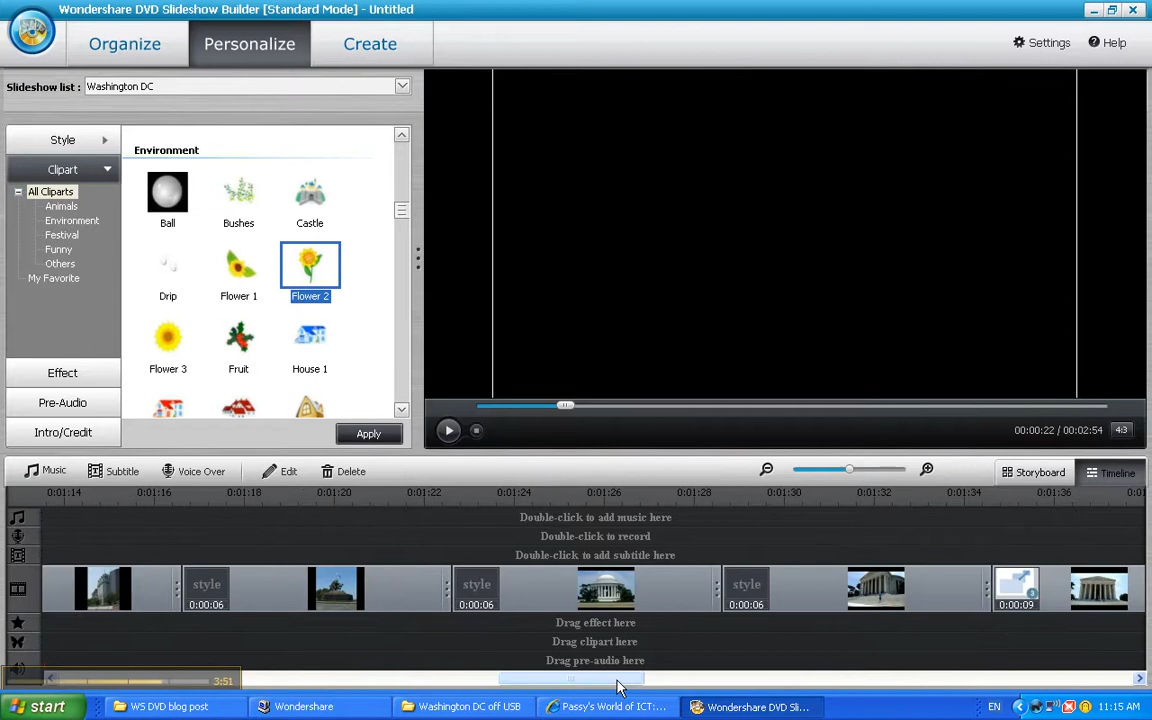 Wondershare DVD Slideshow Builder [Standard Mode] - Untitled
Organize
Personalize
Create
Settings
Help
Slideshow list :
Washington DC
Style
Clipart
All Cliparts
Animals
Environment
Festival
Funny
Others
My Favorite
Effect
Pre-Audio
Intro/Credit
Environment
Ball
Bushes
Castle
Drip
Flower 1
Flower 2
Flower 3
Fruit
House 1
Apply
00:00:22 / 00:02:54
4:3
Music
Subtitle
Voice Over
Edit
Delete
Storyboard
Timeline
0:01:14 0:01:16 0:01:18 0:01:20 0:01:22 0:01:24 0:01:26 0:01:28 0:01:30 0:01:32 0:01:34 0:01:36 0:01
Double-click to add music here
Double-click to record
Double-click to add subtitle here
style style style
0:00:06 0:00:06 0:00:06 3 0:00:09
Drag effect here
Drag clipart here
Drag pre-audio here
3:51
start
WS DVD blog post
Wondershare
Washington DC off USB
Passy's World of ICT:...
Wondershare DVD Sli...
EN
11:15 AM